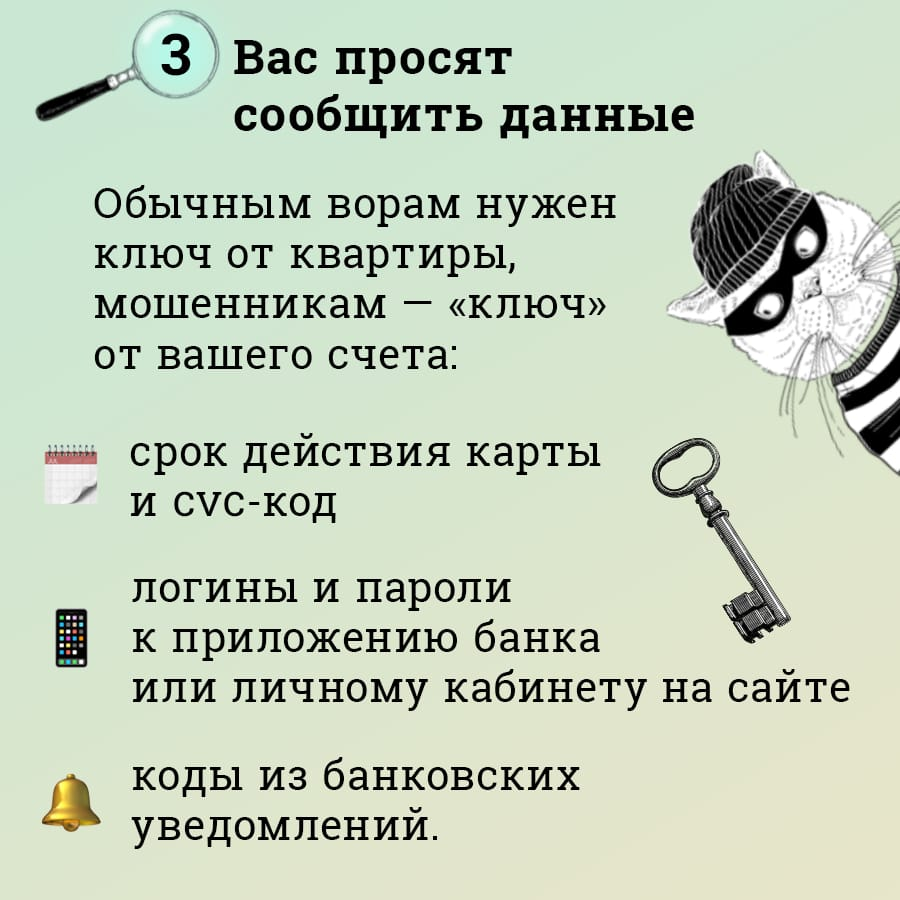 3
Вас просят
сообщить данные
Обычным ворам нужен
ключ от квартиры,
мошенникам — «ключ»
от вашего счета:
срок действия карты
и CVC-код
логины и пароли
к приложению банка
или личному кабинету на сайте
коды из банковских
уведомлений.